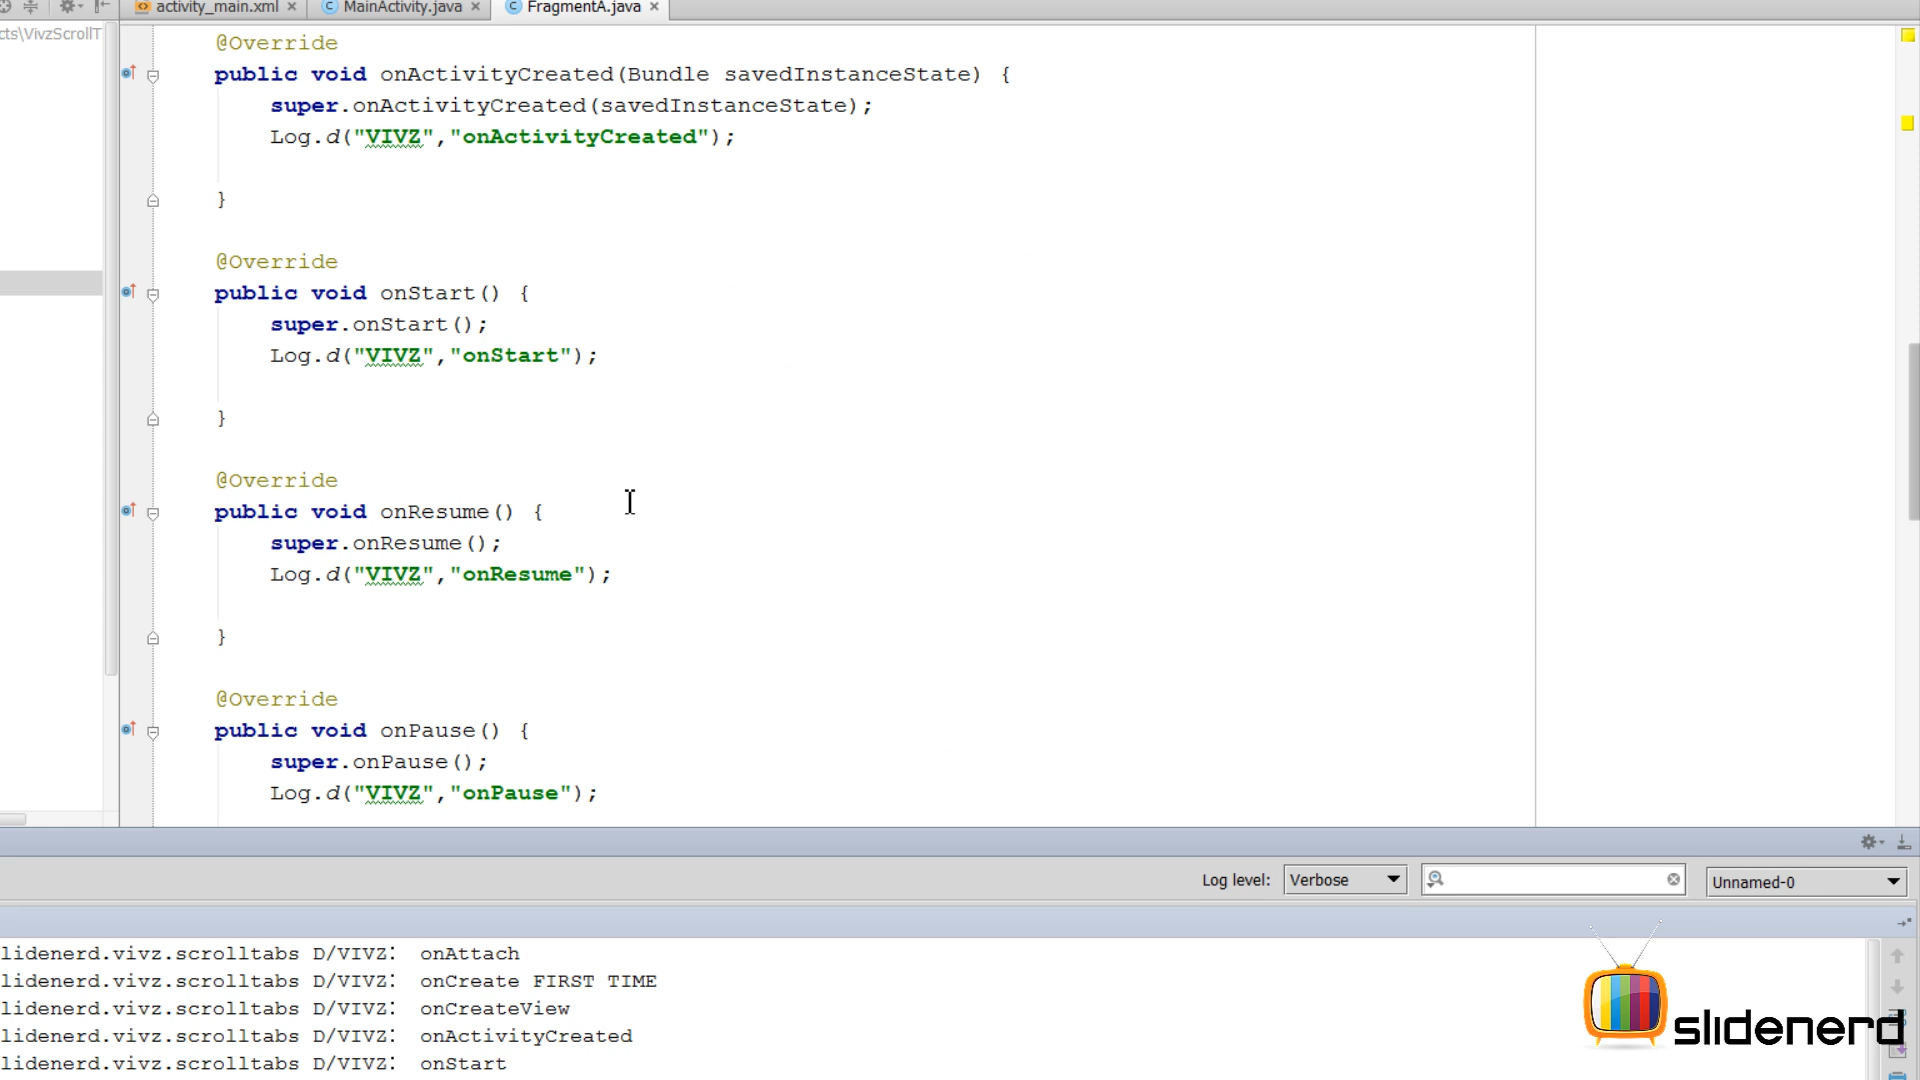 activity_main.xml MainActivity.java FragmentA.java
cts\VivzScrollT
@Override
public void onActivityCreated(Bundle savedInstanceState) {
super.onActivityCreated(savedInstanceState);
Log.d("VIVZ","onActivityCreated");
}
@Override
public void onStart() {
super.onStart();
Log.d("VIVZ","onStart");
}
@Override
public void onResume() {
super.onResume();
Log.d("VIVZ","onResume");
}
@Override
public void onPause() {
super.onPause();
Log.d("VIVZ","onPause");
Log level: Verbose Unnamed-0
lidenerd.vivz.scrolltabs D/VIVZ: onAttach
lidenerd.vivz.scrolltabs D/VIVZ: onCreate FIRST TIME
lidenerd.vivz.scrolltabs D/VIVZ: onCreateView
lidenerd.vivz.scrolltabs D/VIVZ: onActivityCreated
lidenerd.vivz.scrolltabs D/VIVZ: onStart
slidenerd